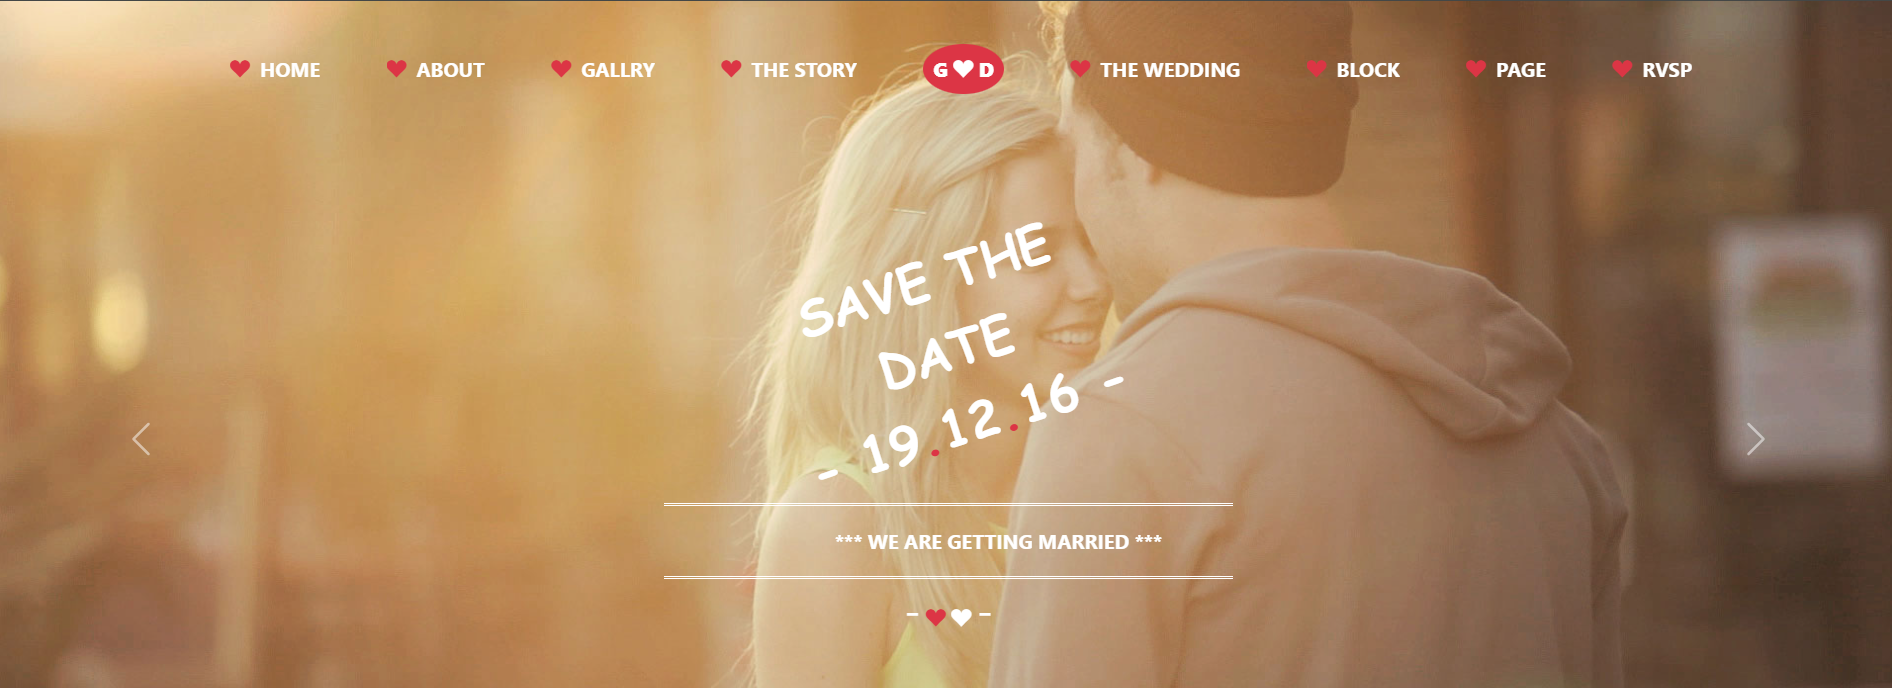 HOME ABOUT GALLRY THE STORY G D THE WEDDING BLOCK PAGE RVSP
SAVE THE
DATE
- 19.12.16 -
*** WE ARE GETTING MARRIED ***